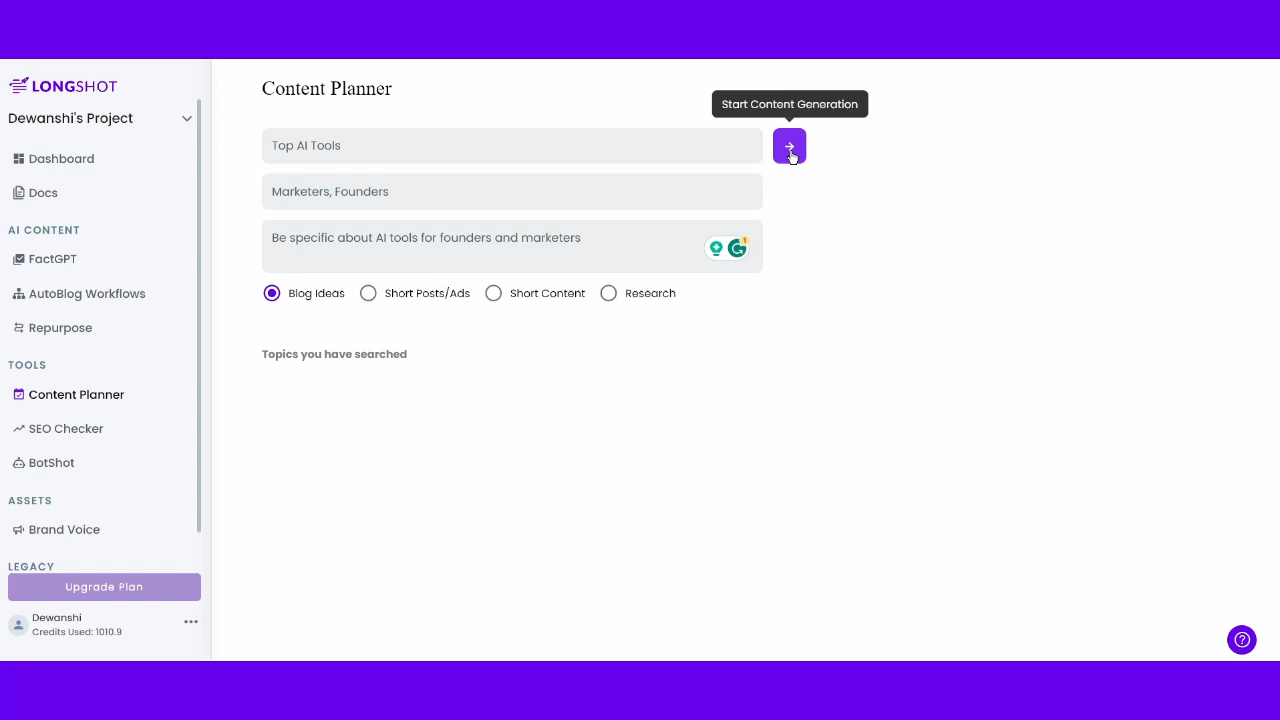 LONGSHOT
Dewanshi's Project
Dashboard
Docs
AI CONTENT
FactGPT
AutoBlog Workflows
Repurpose
TOOLS
Content Planner
SEO Checker
BotShot
ASSETS
Brand Voice
LEGACY
Upgrade Plan
Dewanshi
Credits Used: 1010.9
Content Planner
Start Content Generation
Top AI Tools
Marketers, Founders
Be specific about AI tools for founders and marketers
1
Blog Ideas Short Posts/Ads Short Content Research
Topics you have searched